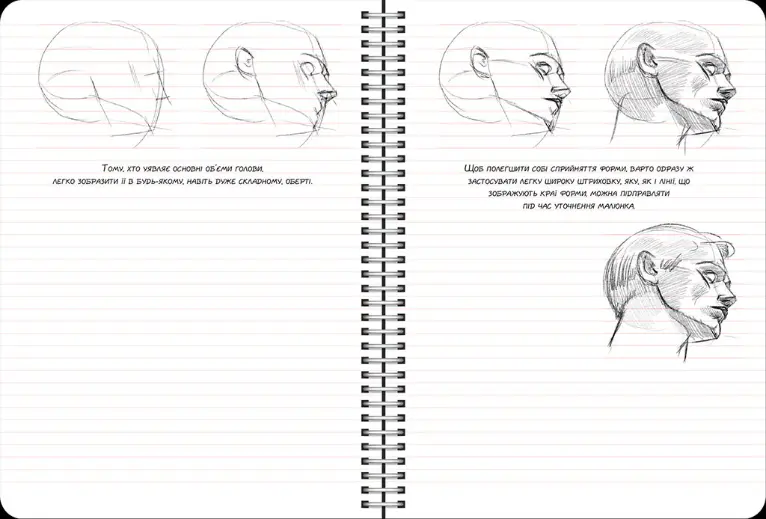 Тому, хто уявляє основні об'єми голови,
легко зобразити її в будь-якому, навіть дуже складному, оберті.
Щоб полегшити собі сприйняття форми, варто одразу ж
застосувати легку широку штриховку, яку, як і лінії, що
зображують краї форми, можна підправляти
під час уточнення малюнка